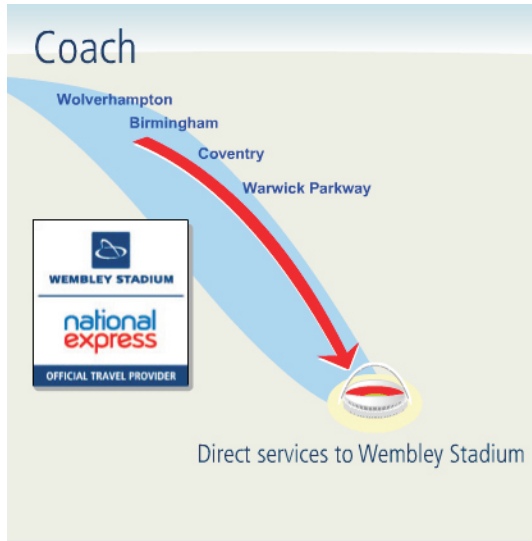 Coach
Wolverhampton
Birmingham
Coventry
Warwick Parkway
WEMBLEY STADIUM
national
express
OFFICIAL TRAVEL PROVIDER
Direct services to Wembley Stadium